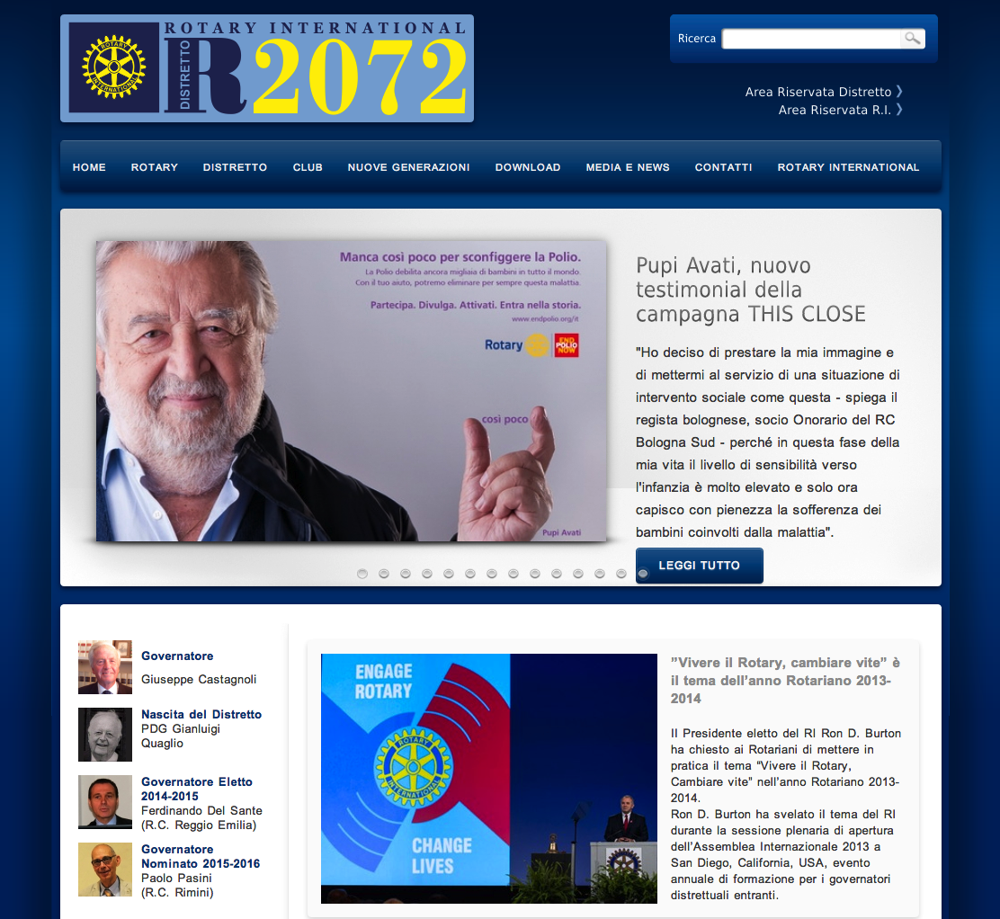 ROTARY INTERNATIONAL
ROTARY
INTERNATIONAL
DISTRETTO
R2072
Ricerca
Area Riservata Distretto
Area Riservata R.I.
HOME ROTARY DISTRETTO CLUB NUOVE GENERAZIONI DOWNLOAD MEDIA E NEWS CONTATTI ROTARY INTERNATIONAL
Manca così poco per sconfiggere la Polio.
La Polio debilita ancora migliaia di bambini in tutto il mondo.
Con il tuo aiuto, potremo eliminare per sempre questa malattia.
Partecipa. Divulga. Attivati. Entra nella storia.
www.endpolio.org/it
Rotary
END
POLIO
NOW
così poco
Pupi Avati
Pupi Avati, nuovo
testimonial della
campagna THIS CLOSE
"Ho deciso di prestare la mia immagine e
di mettermi al servizio di una situazione di
intervento sociale come questa - spiega il
regista bolognese, socio Onorario del RC
Bologna Sud - perché in questa fase della
mia vita il livello di sensibilità verso
l'infanzia è molto elevato e solo ora
capisco con pienezza la sofferenza dei
bambini coinvolti dalla malattia".
LEGGI TUTTO
Governatore
Giuseppe Castagnoli
Nascita del Distretto
PDG Gianluigi
Quaglio
Governatore Eletto
2014-2015
Ferdinando Del Sante
(R.C. Reggio Emilia)
Governatore
Nominato 2015-2016
Paolo Pasini
(R.C. Rimini)
ENGAGE
ROTARY
ROTARY
INTERNATIONAL
CHANGE
LIVES
”Vivere il Rotary, cambiare vite” è
il tema dell’anno Rotariano 2013-
2014
Il Presidente eletto del RI Ron D. Burton
ha chiesto ai Rotariani di mettere in
pratica il tema “Vivere il Rotary,
Cambiare vite” nell’anno Rotariano 2013-
2014.
Ron D. Burton ha svelato il tema del RI
durante la sessione plenaria di apertura
dell’Assemblea Internazionale 2013 a
San Diego, California, USA, evento
annuale di formazione per i governatori
distrettuali entranti.